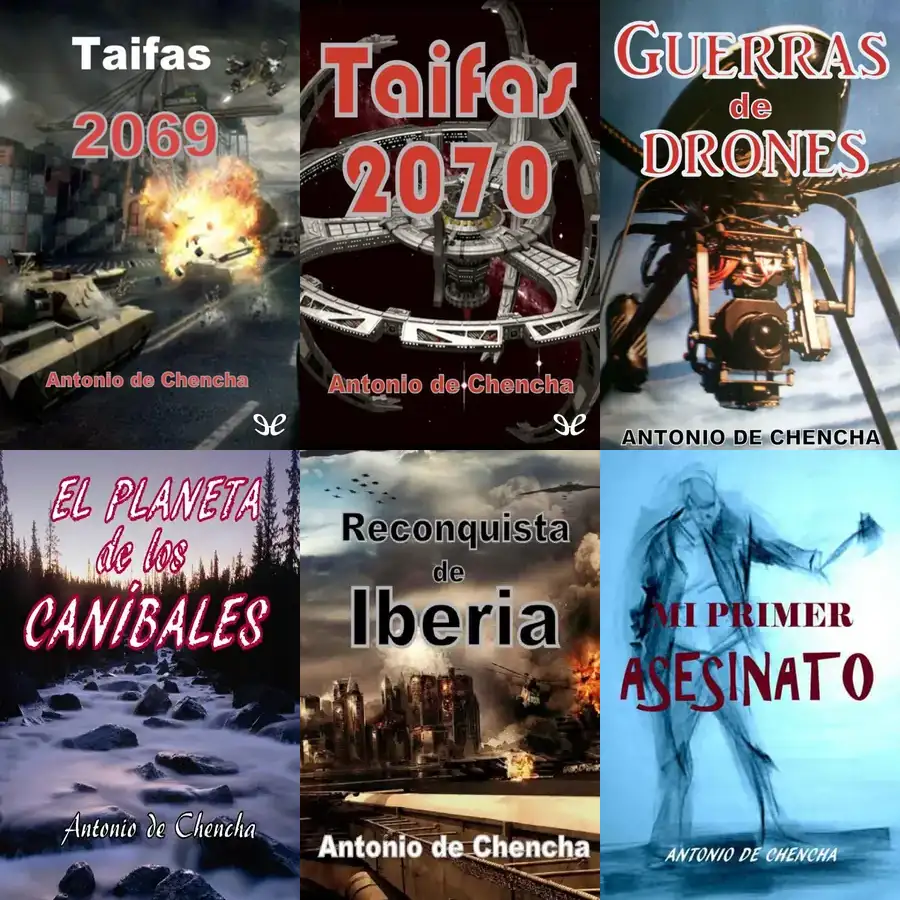 Taifas
2069
Antonio de Chencha
Taifas
2070
Antonio de Chencha
GUERRAS
de
DRONES
ANTONIO DE CHENCHA
EL PLANETA
de los
CANÍBALES
Antonio de Chencha
Reconquista
de
Iberia
Antonio de Chencha
MI PRIMER
ASESINATO
ANTONIO DE CHENCHA